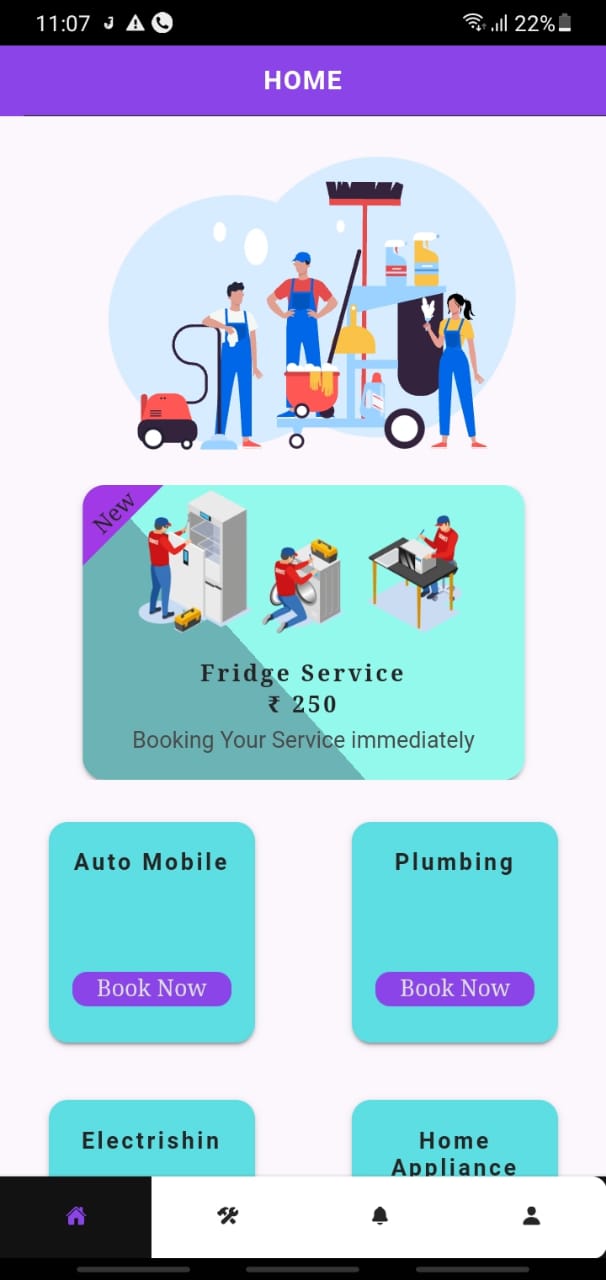 11:07 22%
HOME
New
Fridge Service
₹ 250
Booking Your Service immediately
Auto Mobile
Plumbing
Book Now
Book Now
Electrishin
Home
Appliance